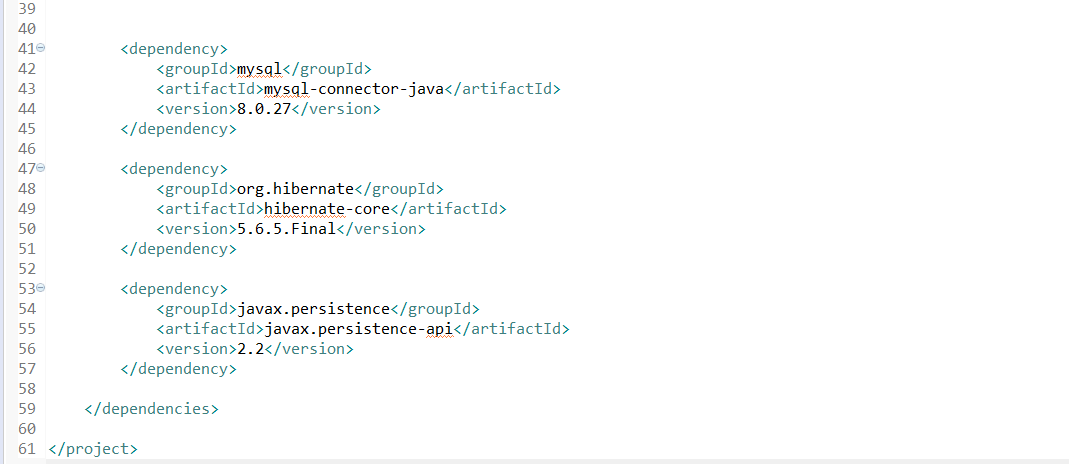 39
40
41 <dependency>
42 <groupId>mysql</groupId>
43 <artifactId>mysql-connector-java</artifactId>
44 <version>8.0.27</version>
45 </dependency>
46
47 <dependency>
48 <groupId>org.hibernate</groupId>
49 <artifactId>hibernate-core</artifactId>
50 <version>5.6.5.Final</version>
51 </dependency>
52
53 <dependency>
54 <groupId>javax.persistence</groupId>
55 <artifactId>javax.persistence-api</artifactId>
56 <version>2.2</version>
57 </dependency>
58
59 </dependencies>
60
61 </project>